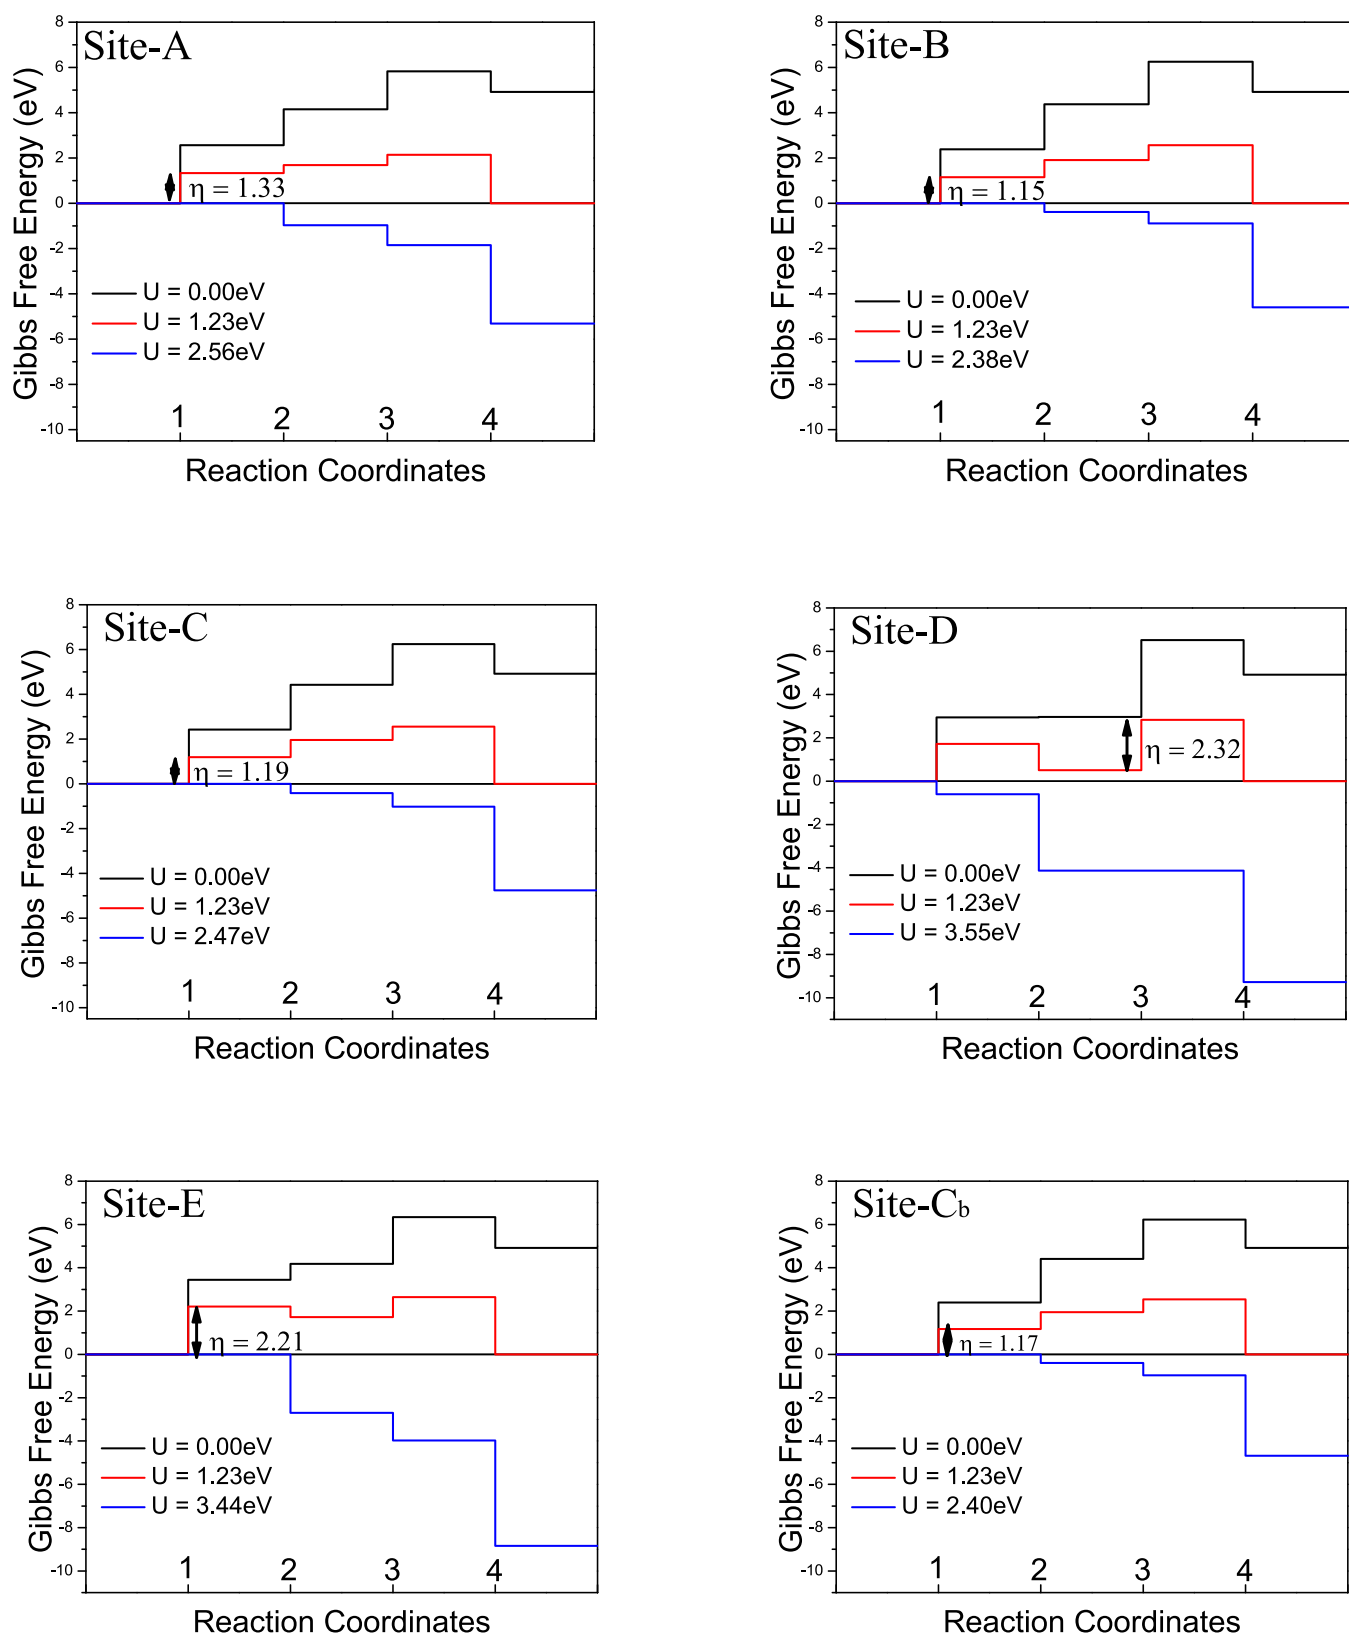 Site-A
Gibbs Free Energy (eV)
8
6
4
2
0
-2
-4
-6
-8
-10
η = 1.33
U = 0.00eV
U = 1.23eV
U = 2.56eV
1 2 3 4
Reaction Coordinates
Site-B
Gibbs Free Energy (eV)
8
6
4
2
0
-2
-4
-6
-8
-10
η = 1.15
U = 0.00eV
U = 1.23eV
U = 2.38eV
1 2 3 4
Reaction Coordinates
Site-C
Gibbs Free Energy (eV)
8
6
4
2
0
-2
-4
-6
-8
-10
η = 1.19
U = 0.00eV
U = 1.23eV
U = 2.47eV
1 2 3 4
Reaction Coordinates
Site-D
Gibbs Free Energy (eV)
8
6
4
2
0
-2
-4
-6
-8
-10
η = 2.32
U = 0.00eV
U = 1.23eV
U = 3.55eV
1 2 3 4
Reaction Coordinates
Site-E
Gibbs Free Energy (eV)
8
6
4
2
0
-2
-4
-6
-8
-10
η = 2.21
U = 0.00eV
U = 1.23eV
U = 3.44eV
1 2 3 4
Reaction Coordinates
Site-Cb
Gibbs Free Energy (eV)
8
6
4
2
0
-2
-4
-6
-8
-10
η = 1.17
U = 0.00eV
U = 1.23eV
U = 2.40eV
1 2 3 4
Reaction Coordinates